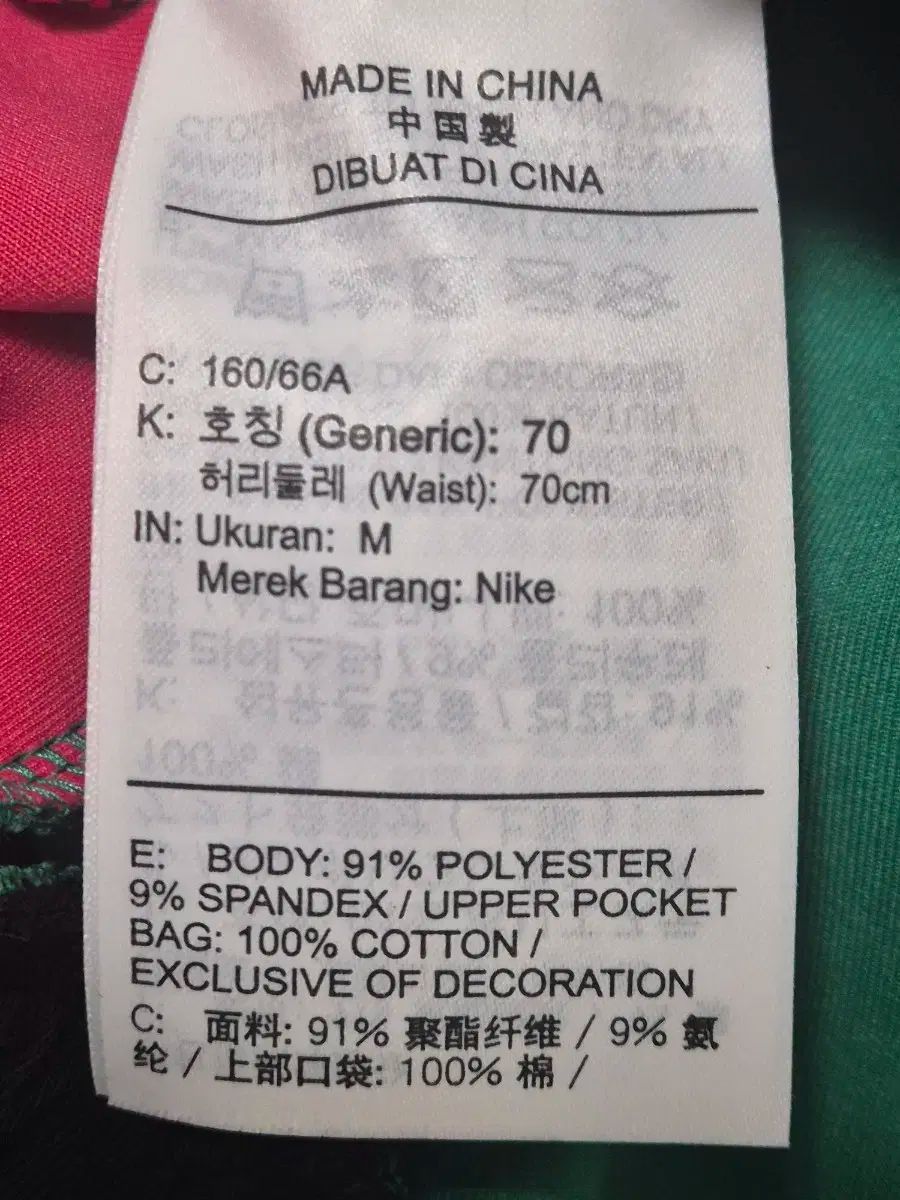 MADE IN CHINA
中国製
DIBUAT DI CINA
C: 160/66A
K: 호칭 (Generic): 70
허리둘레 (Waist): 70cm
IN: Ukuran: M
Merek Barang: Nike
E: BODY: 91% POLYESTER /
9% SPANDEX / UPPER POCKET
BAG: 100% COTTON /
EXCLUSIVE OF DECORATION
C: 面料: 91% 聚酯纤维 / 9% 氨
纶 / 上部口袋: 100% 棉 /